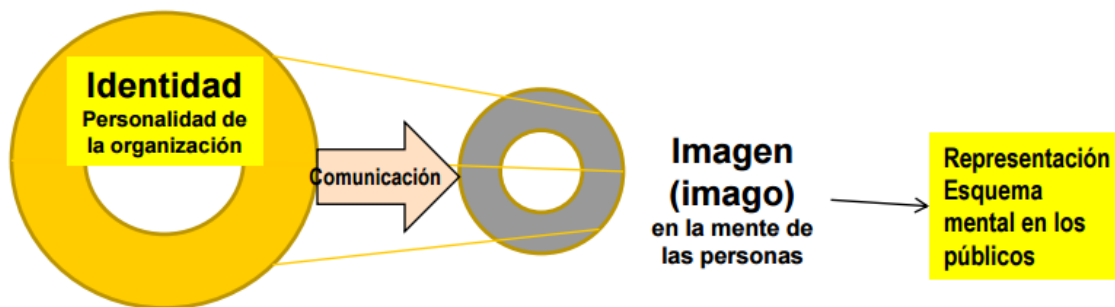 Identidad
Personalidad de
la organización
Comunicación
Imagen
(imago)
en la mente de
las personas
Representación
Esquema
mental en los
públicos